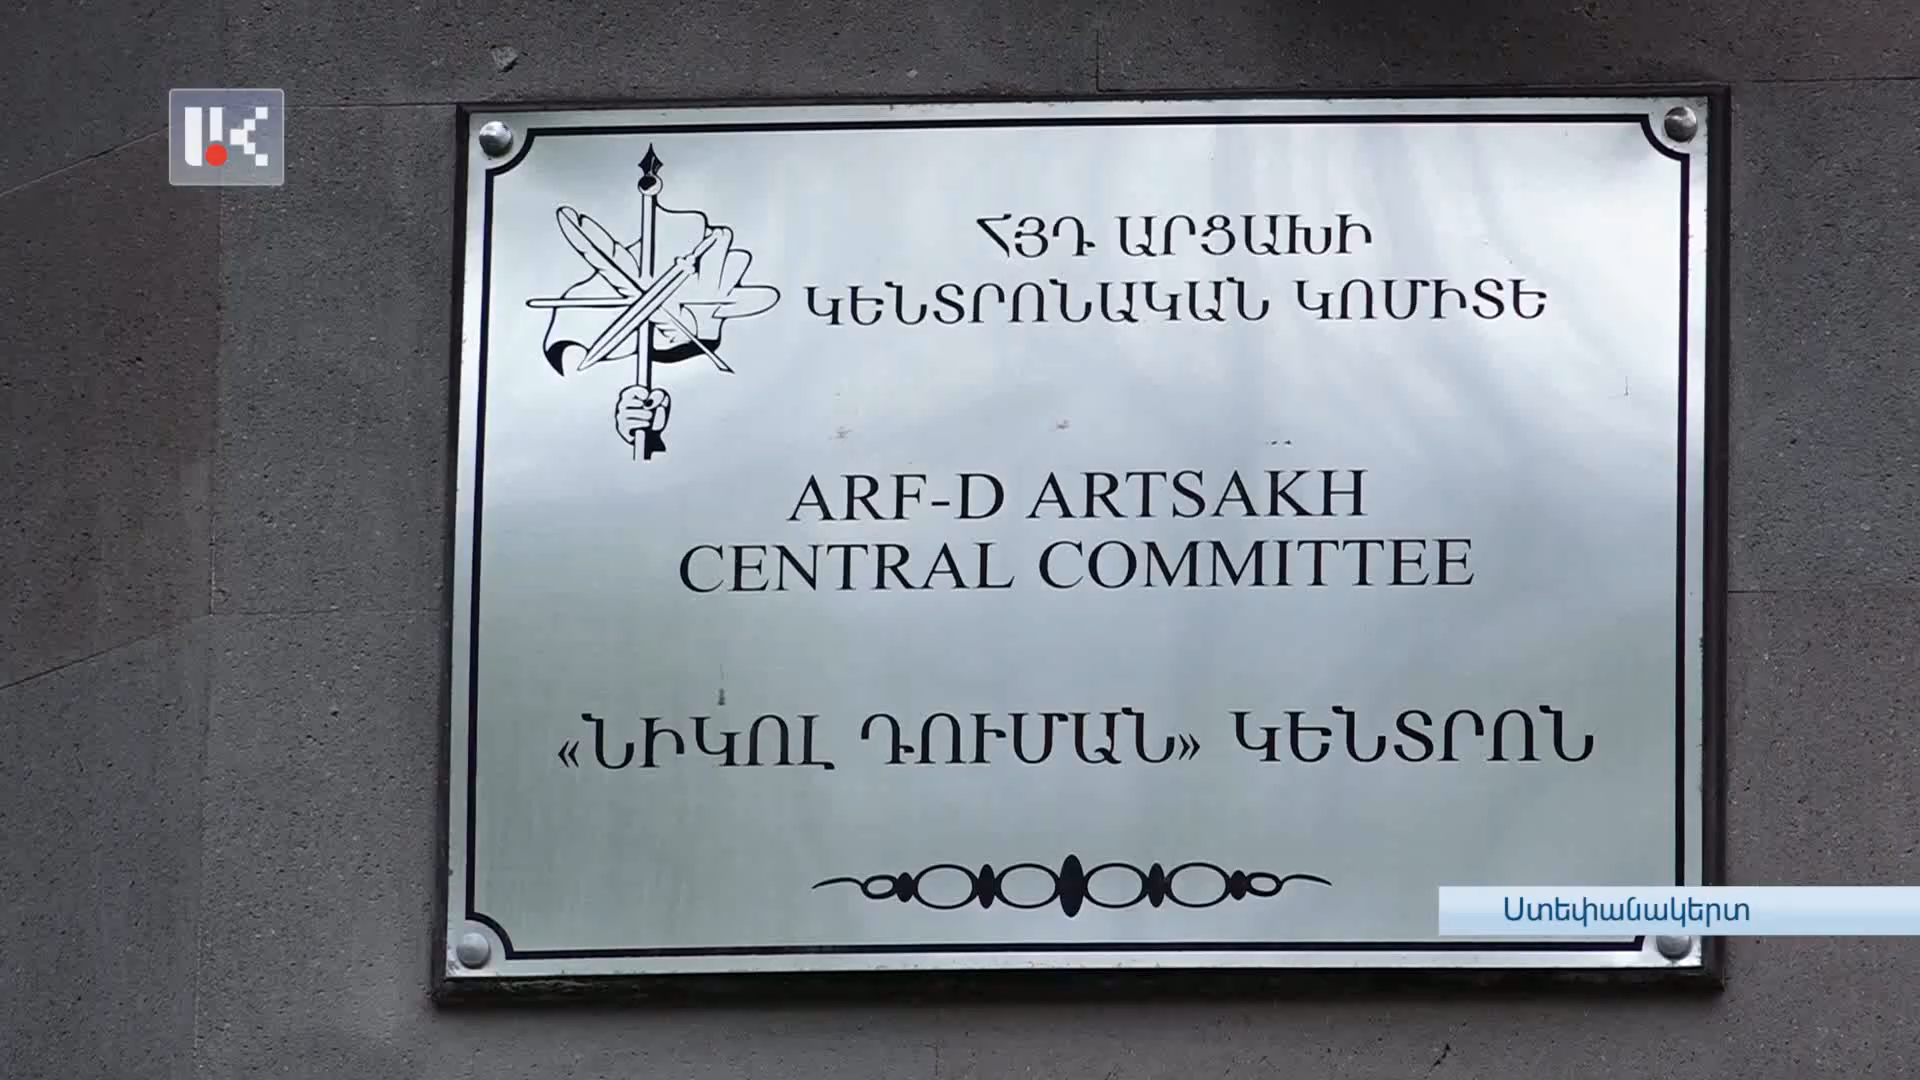 ՀՅԴ ԱՐՑԱԽԻ
ԿԵՆՏՐՈՆԱԿԱՆ ԿՈՄԻՏԵ
ARF-D ARTSAKH
CENTRAL COMMITTEE
«ՆԻԿՈԼ ԴՈՒՄԱՆ» ԿԵՆՏՐՈՆ
Ստեփանակերտ